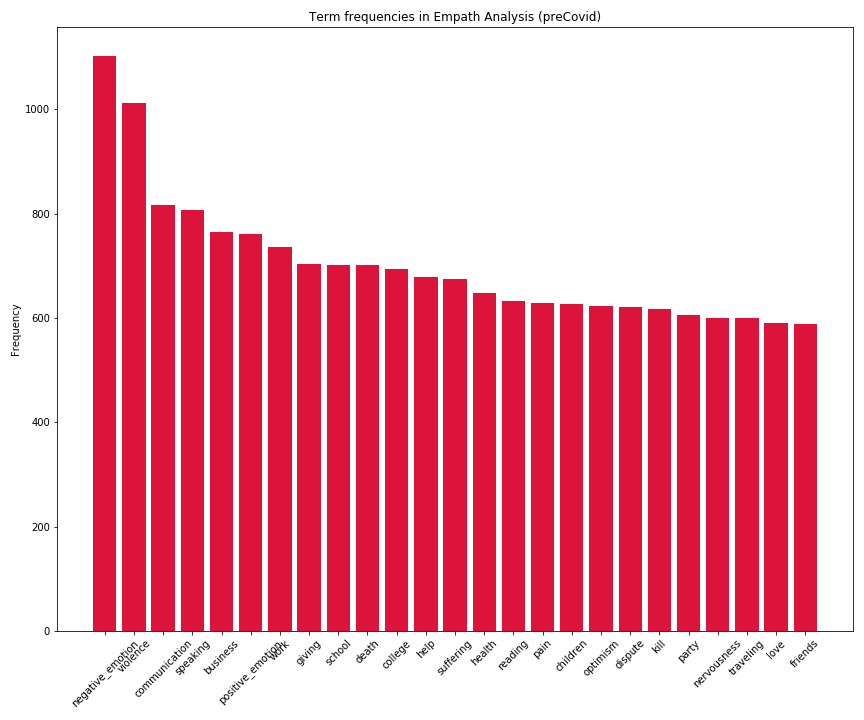 Term frequencies in Empath Analysis (preCovid)
Frequency
1000
800
600
400
200
0
negative_emotion
violence
communication
speaking
business
positive_emotion
work
giving
school
death
college
help
suffering
health
reading
pain
children
optimism
dispute
kill
party
nervousness
traveling
love
friends